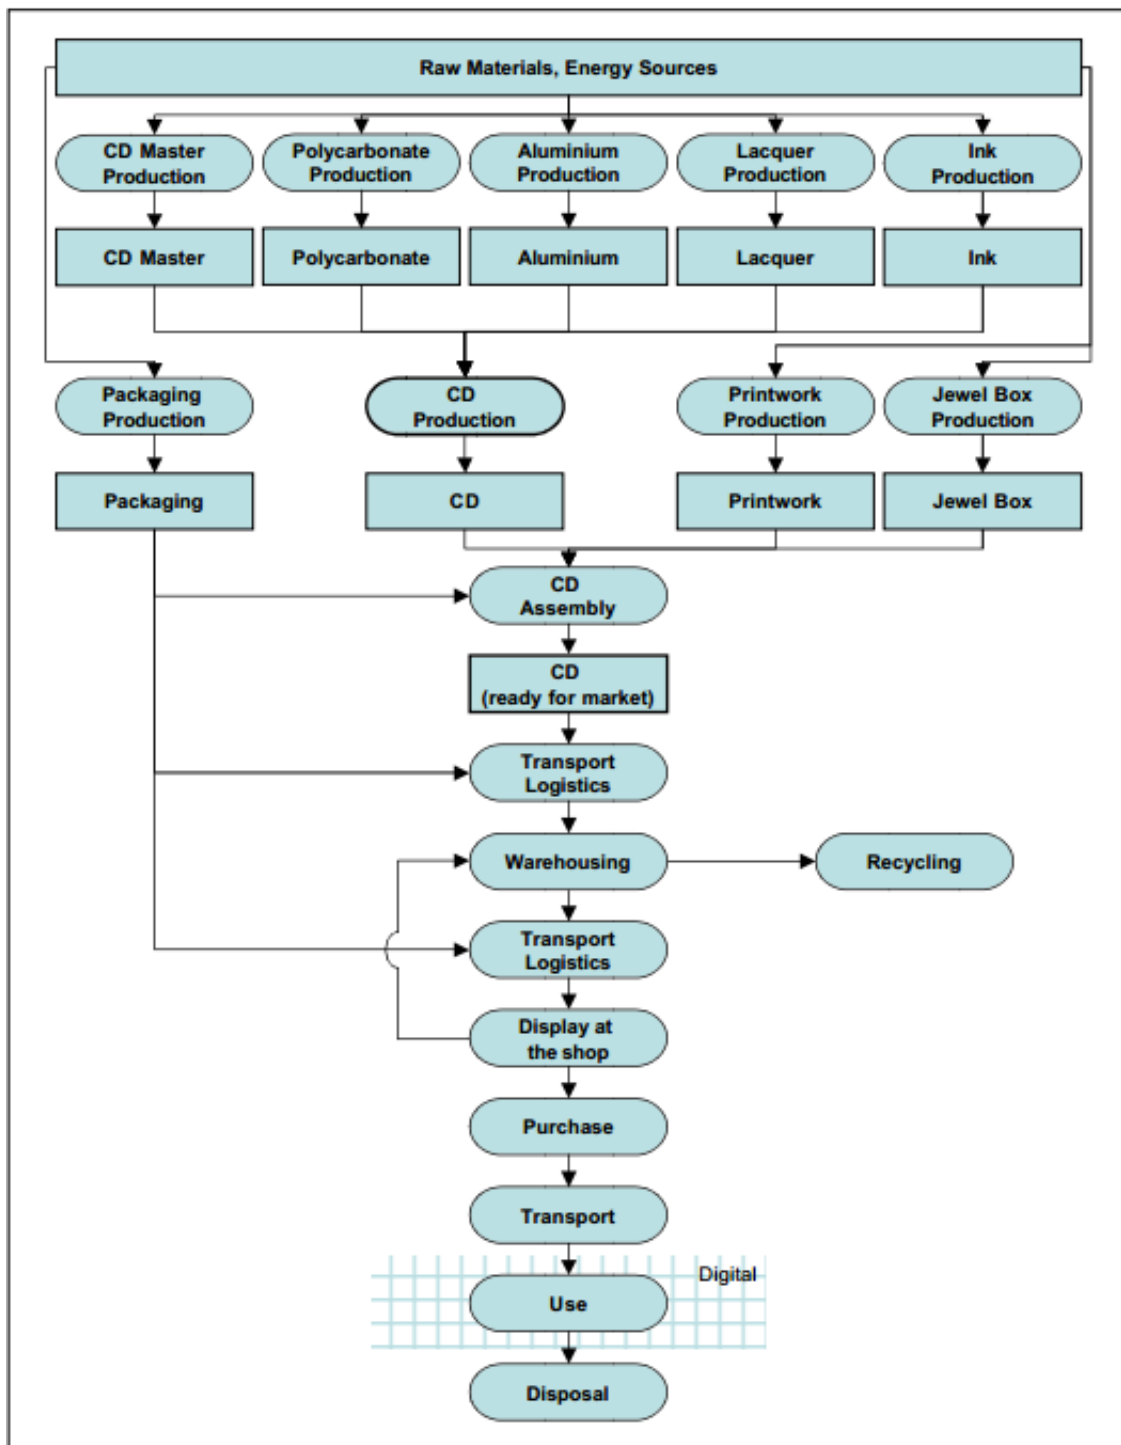 Raw Materials, Energy Sources
CD Master
Production
Polycarbonate
Production
Aluminium
Production
Lacquer
Production
Ink
Production
CD Master
Polycarbonate
Aluminium
Lacquer
Ink
Packaging
Production
CD
Production
Printwork
Production
Jewel Box
Production
Packaging
CD
Printwork
Jewel Box
CD
Assembly
CD
(ready for market)
Transport
Logistics
Warehousing
Recycling
Transport
Logistics
Display at
the shop
Purchase
Transport
Digital
Use
Disposal